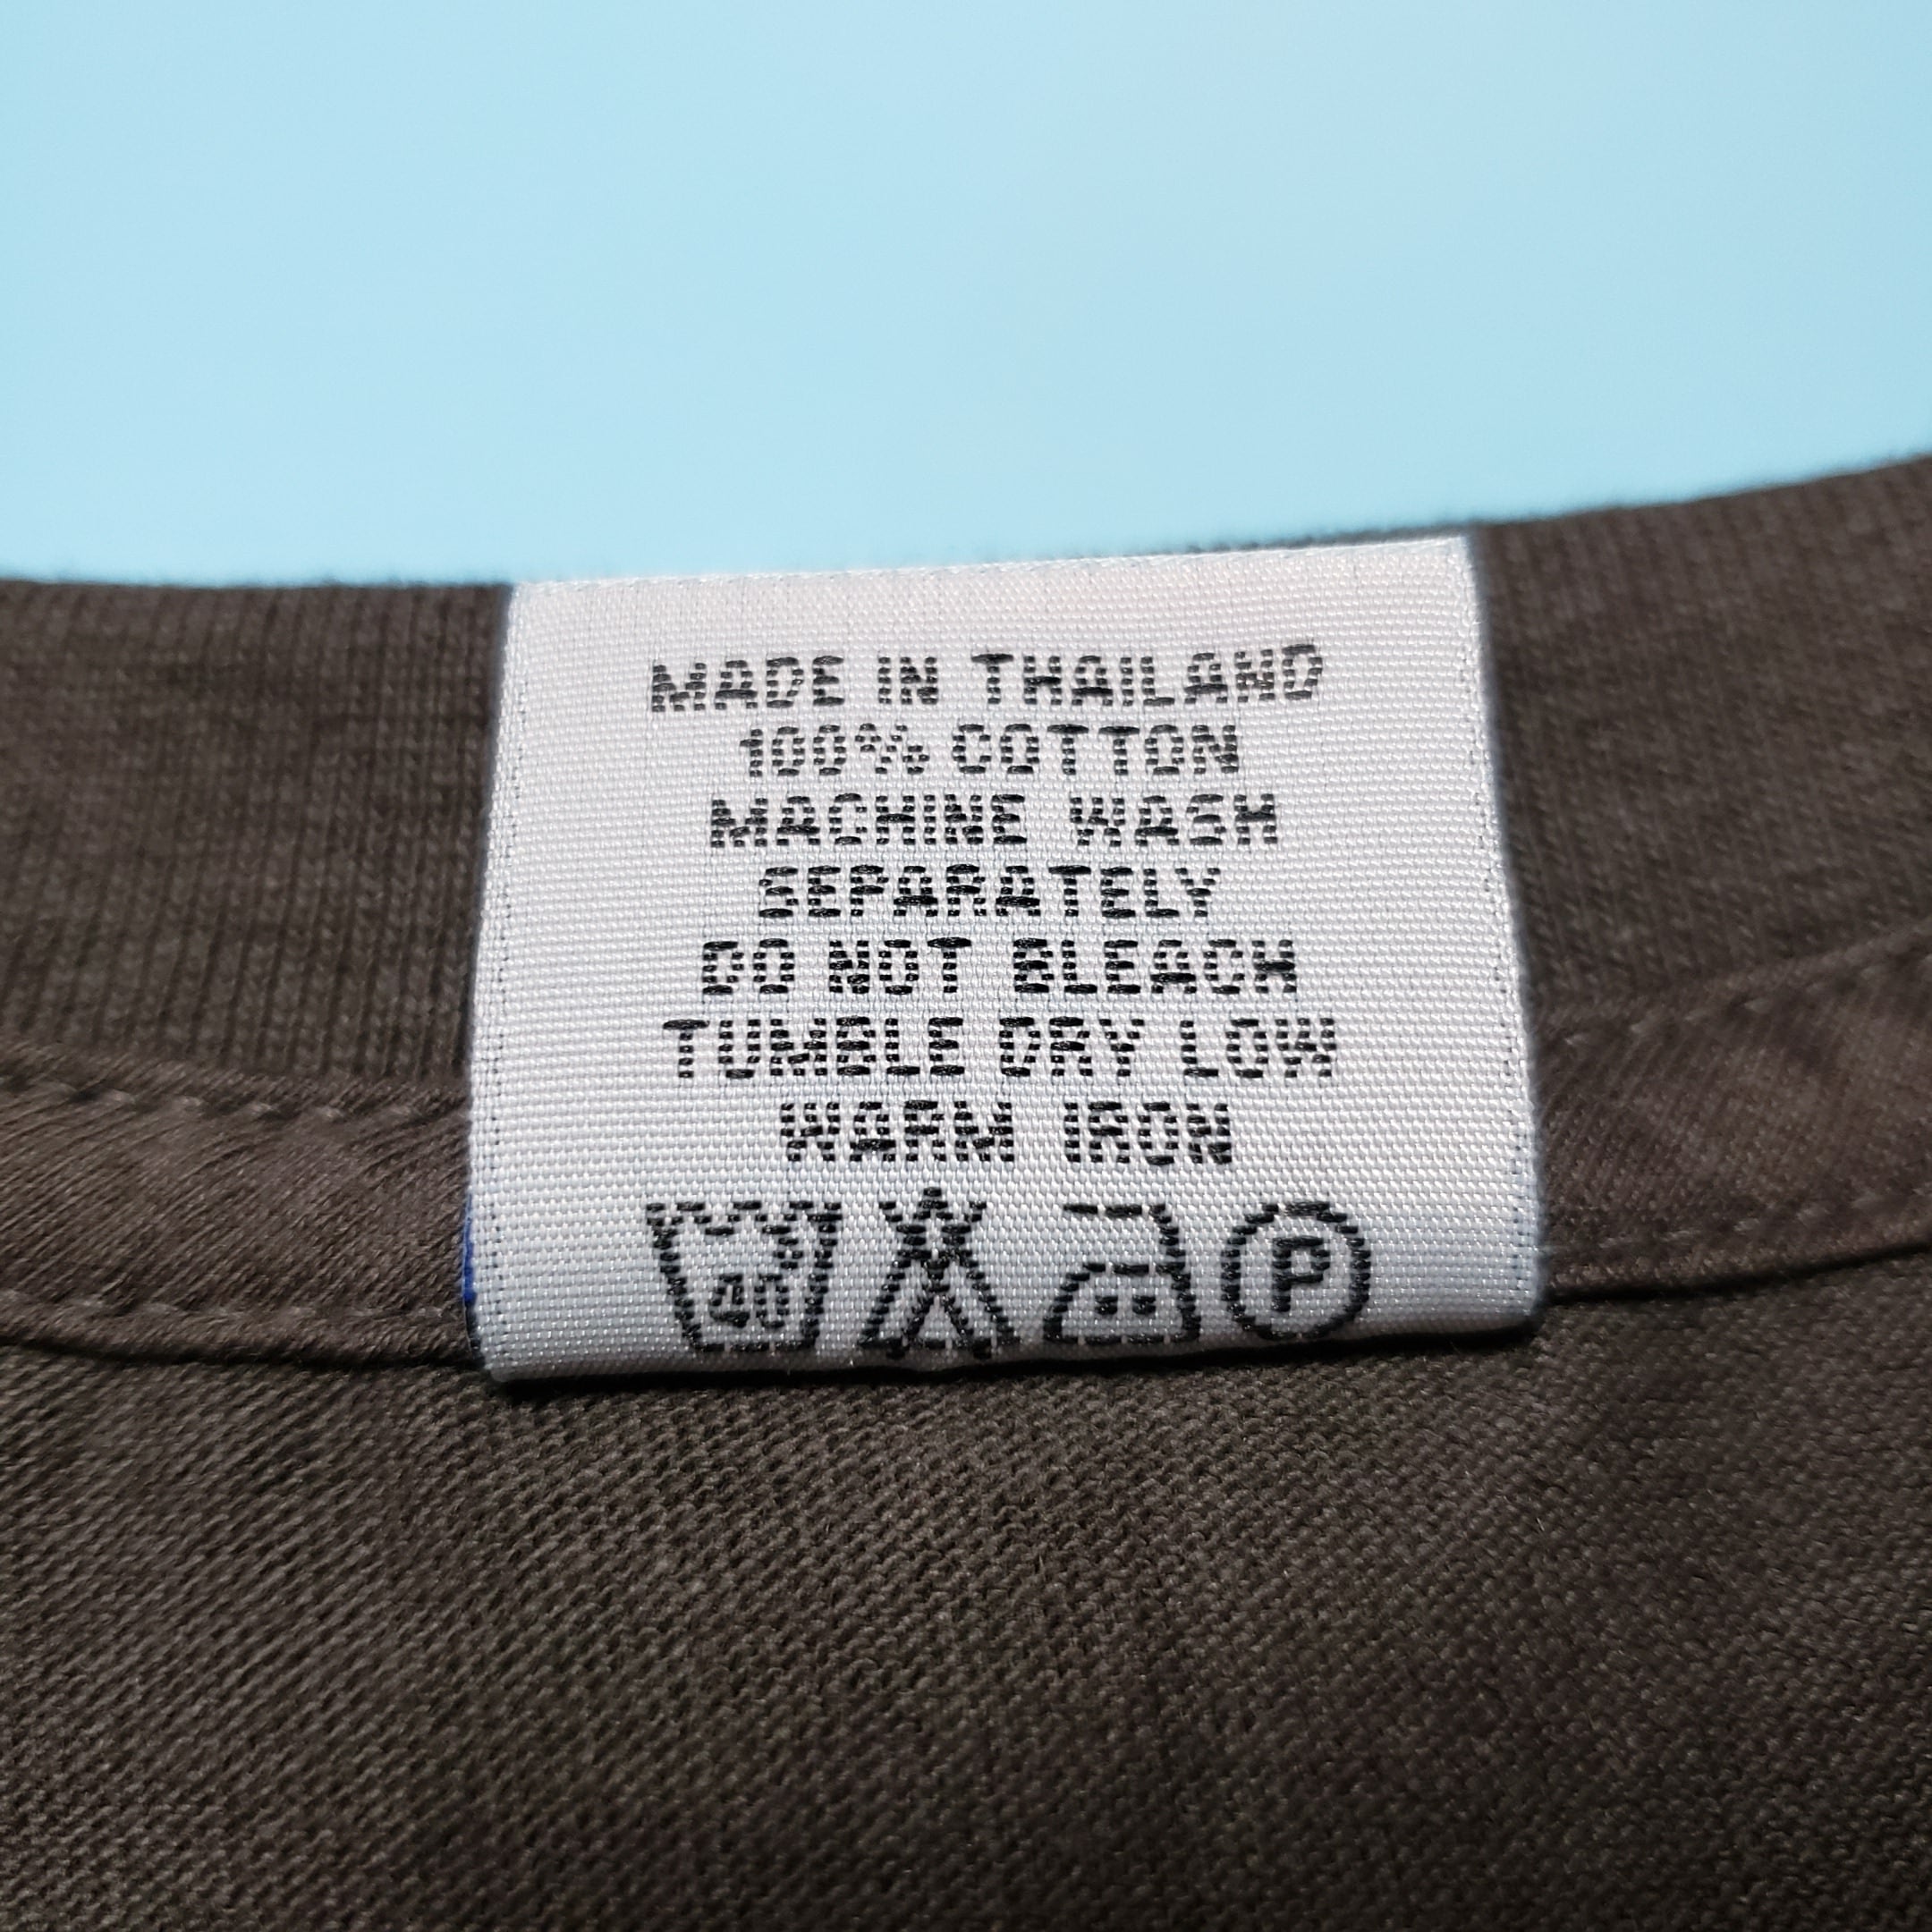 MADE IN THAILAND
100% COTTON
MACHINE WASH
SEPARATELY
DO NOT BLEACH
TUMBLE DRY LOW
WARM IRON
40 P